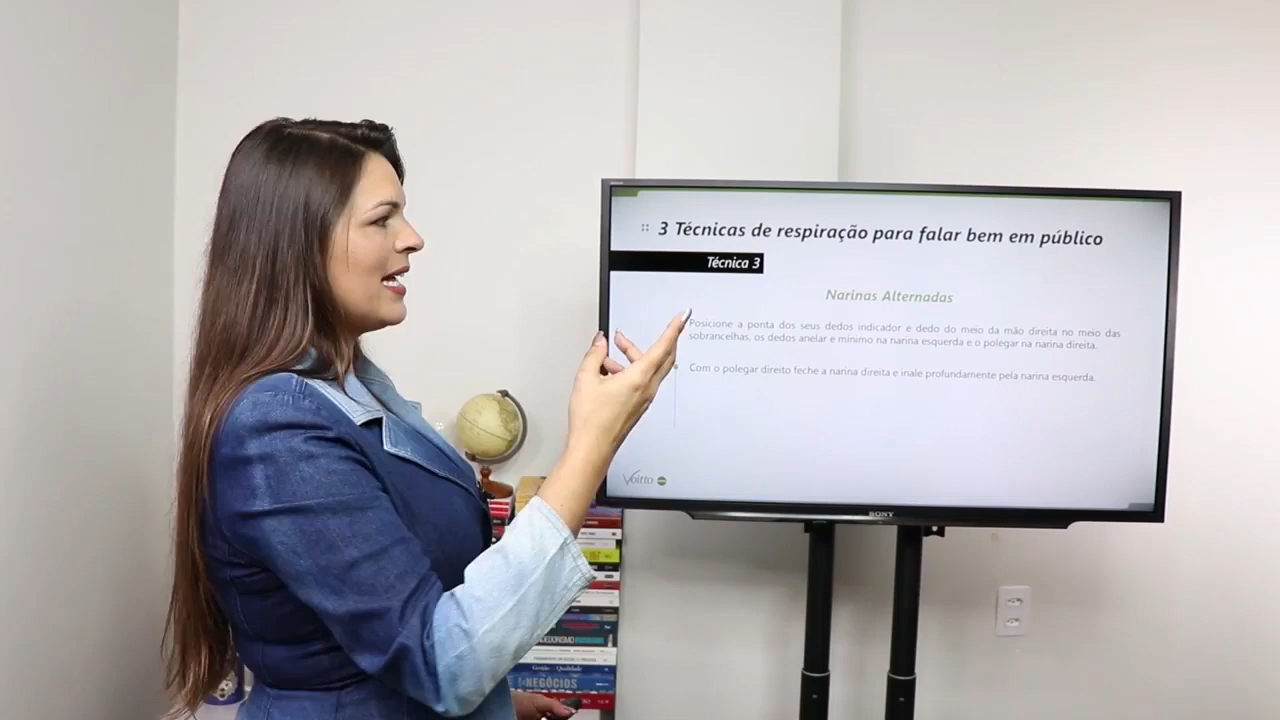 3 Técnicas de respiração para falar bem em público
Técnica 3
Narinas Alternadas
Posicione a ponta dos seus dedos indicador e dedo do meio da mão direita no meio das
sobrancelhas, os dedos anelar e mínimo na narina esquerda e o polegar na narina direita.
Com o polegar direito feche a narina direita e inale profundamente pela narina esquerda.
Voitto
SONY
Gestão Qualidade
NEGÓCIOS